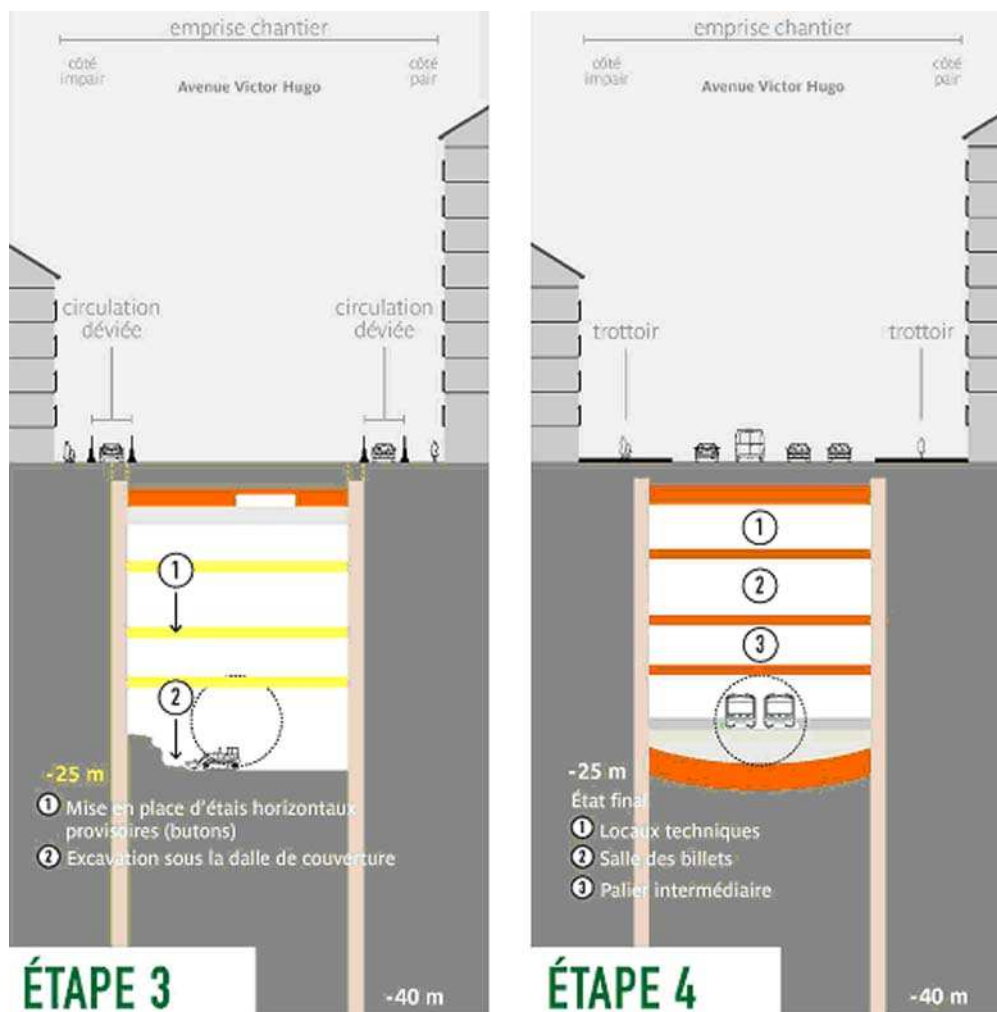 emprise chantier
côté
impair
côté
pair
Avenue Victor Hugo
circulation
déviée
circulation
déviée
1
2
-25 m
1 Mise en place d'étais horizontaux
provisoires (butons)
2 Excavation sous la dalle de couverture
ÉTAPE 3
-40 m
emprise chantier
côté
impair
côté
pair
Avenue Victor Hugo
trottoir
trottoir
1
2
3
-25 m
État final
1 Locaux techniques
2 Salle des billets
3 Palier intermédiaire
ÉTAPE 4
-40 m